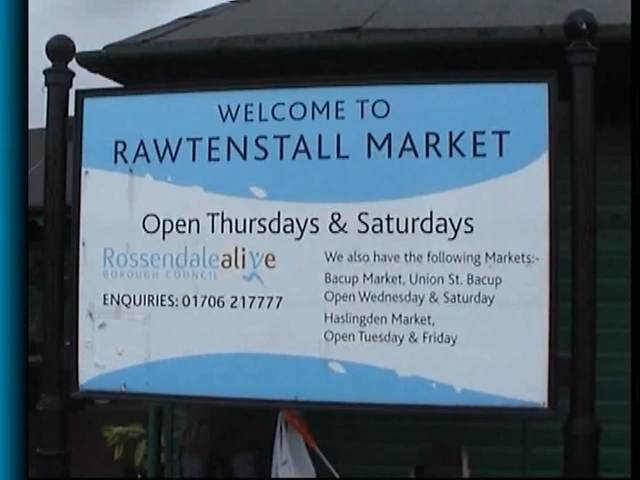 WELCOME TO
RAWTENSTALL MARKET
Open Thursdays & Saturdays
Rossendalealive
BOROUGH COUNCIL
ENQUIRIES: 01706 217777
We also have the following Markets:-
Bacup Market, Union St. Bacup
Open Wednesday & Saturday
Haslingden Market,
Open Tuesday & Friday